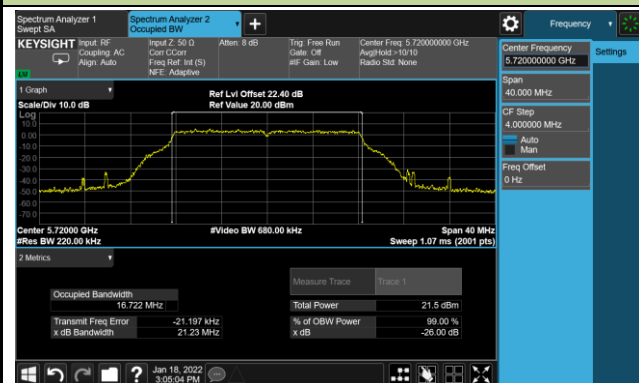 Spectrum Analyzer 1
Swept SA
Spectrum Analyzer 2
Occupied BW
Frequency
KEYSIGHT
Input: RF
Coupling: AC
Align: Auto
Input Z: 50 Ω
Corr CCorr
Freq Ref: Int (S)
NFE: Adaptive
Atten: 8 dB
Trig: Free Run
Gate: Off
#IF Gain: Low
Center Freq: 5.720000000 GHz
Avg|Hold:>10/10
Radio Std: None
Center Frequency
5.720000000 GHz
Settings
Span
40.000 MHz
CF Step
4.000000 MHz
Auto
Man
Freq Offset
0 Hz
1 Graph
Scale/Div 10.0 dB
Ref Lvl Offset 22.40 dB
Ref Value 20.00 dBm
Log
10.0
0.00
-10.0
-20.0
-30.0
-40.0
-50.0
-60.0
-70.0
Center 5.72000 GHz
#Res BW 220.00 kHz
#Video BW 680.00 kHz
Span 40 MHz
Sweep 1.07 ms (2001 pts)
2 Metrics
Measure Trace
Trace 1
Occupied Bandwidth
16.722 MHz
Total Power
21.5 dBm
Transmit Freq Error
-21.197 kHz
% of OBW Power
99.00 %
x dB Bandwidth
21.23 MHz
x dB
-26.00 dB
Jan 18, 2022
3:05:04 PM